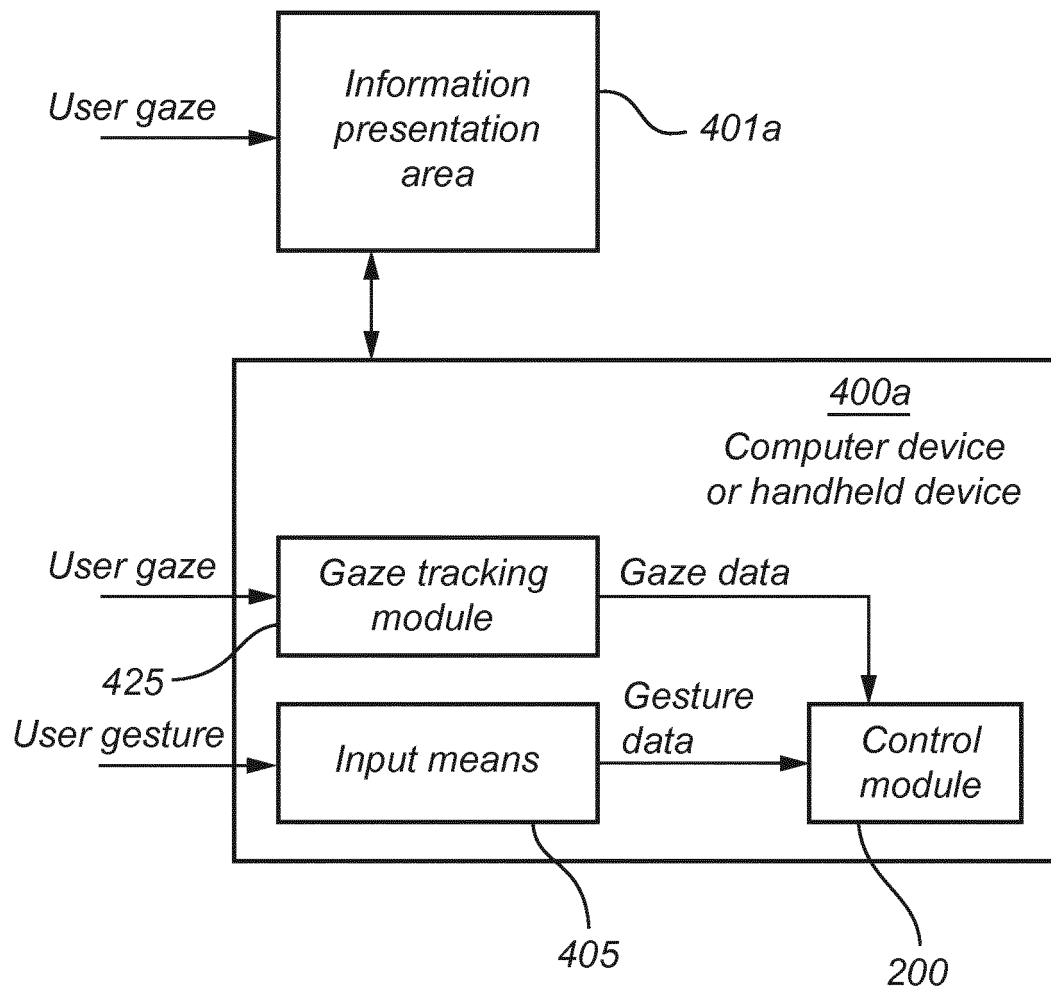 Information
presentation
area
User gaze
401a
400a
Computer device
or handheld device
User gaze
Gaze tracking
module
Gaze data
425
User gesture
Input means
Gesture
data
Control
module
405
200